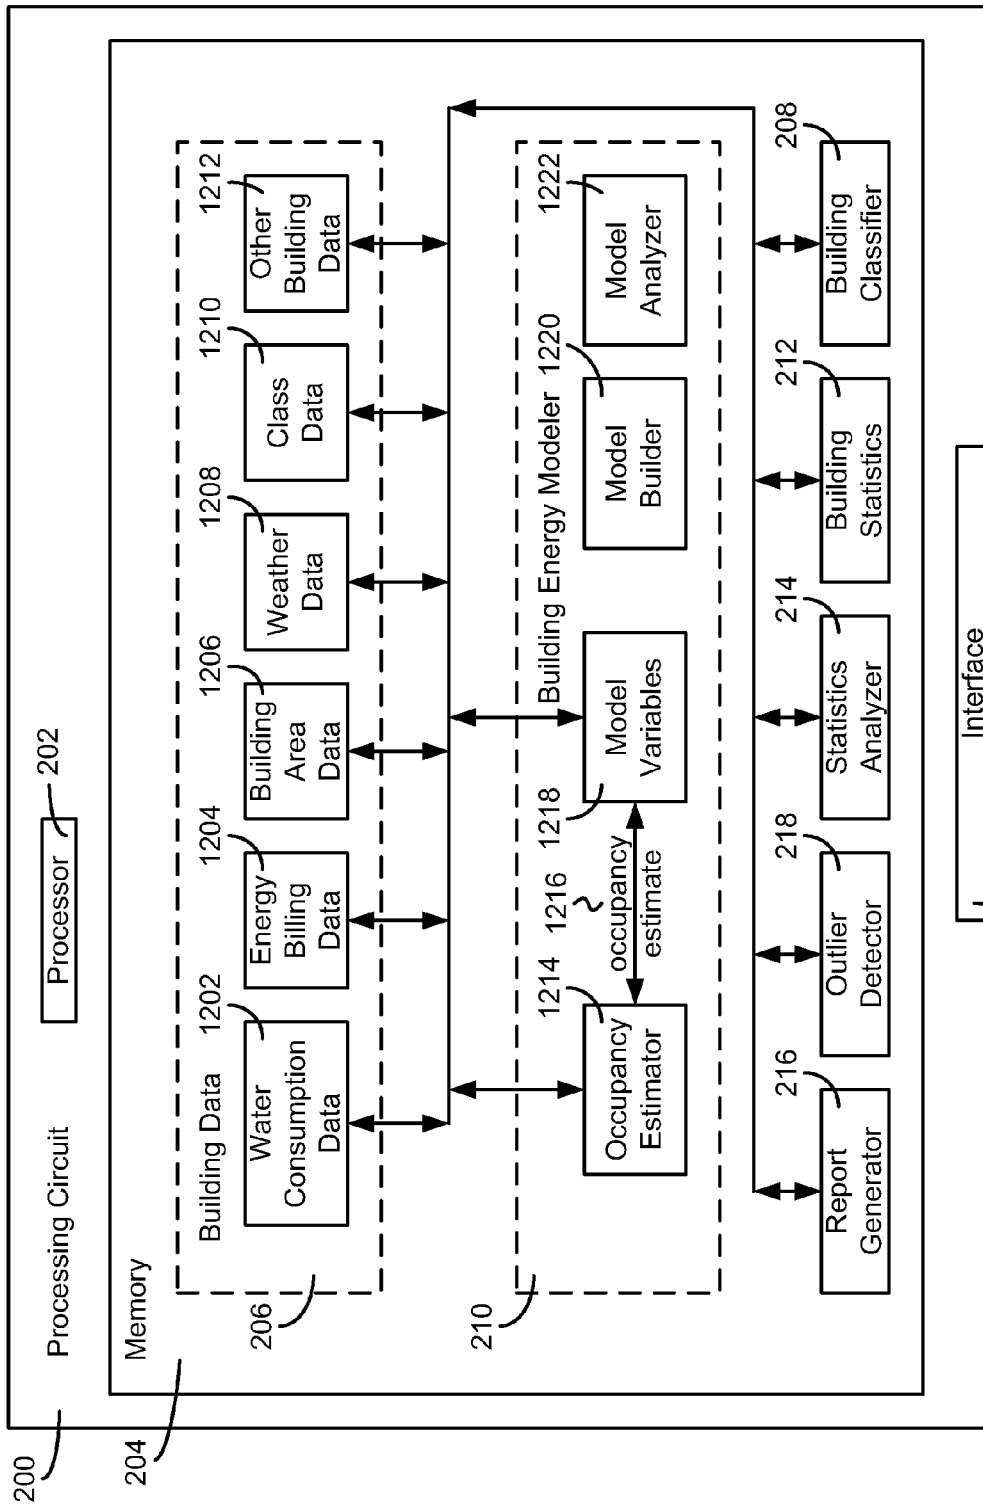 200
Processing Circuit
Processor
202
204
Memory
206
Building Data
1202
Water
Consumption
Data
1204
Energy
Billing
Data
1206
Building
Area
Data
1208
Weather
Data
1210
Class
Data
1212
Other
Building
Data
210
Building Energy Modeler
1214
Occupancy
Estimator
1216
occupancy
estimate
1218
Model
Variables
1220
Model
Builder
1222
Model
Analyzer
216
Report
Generator
218
Outlier
Detector
214
Statistics
Analyzer
212
Building
Statistics
208
Building
Classifier
Interface